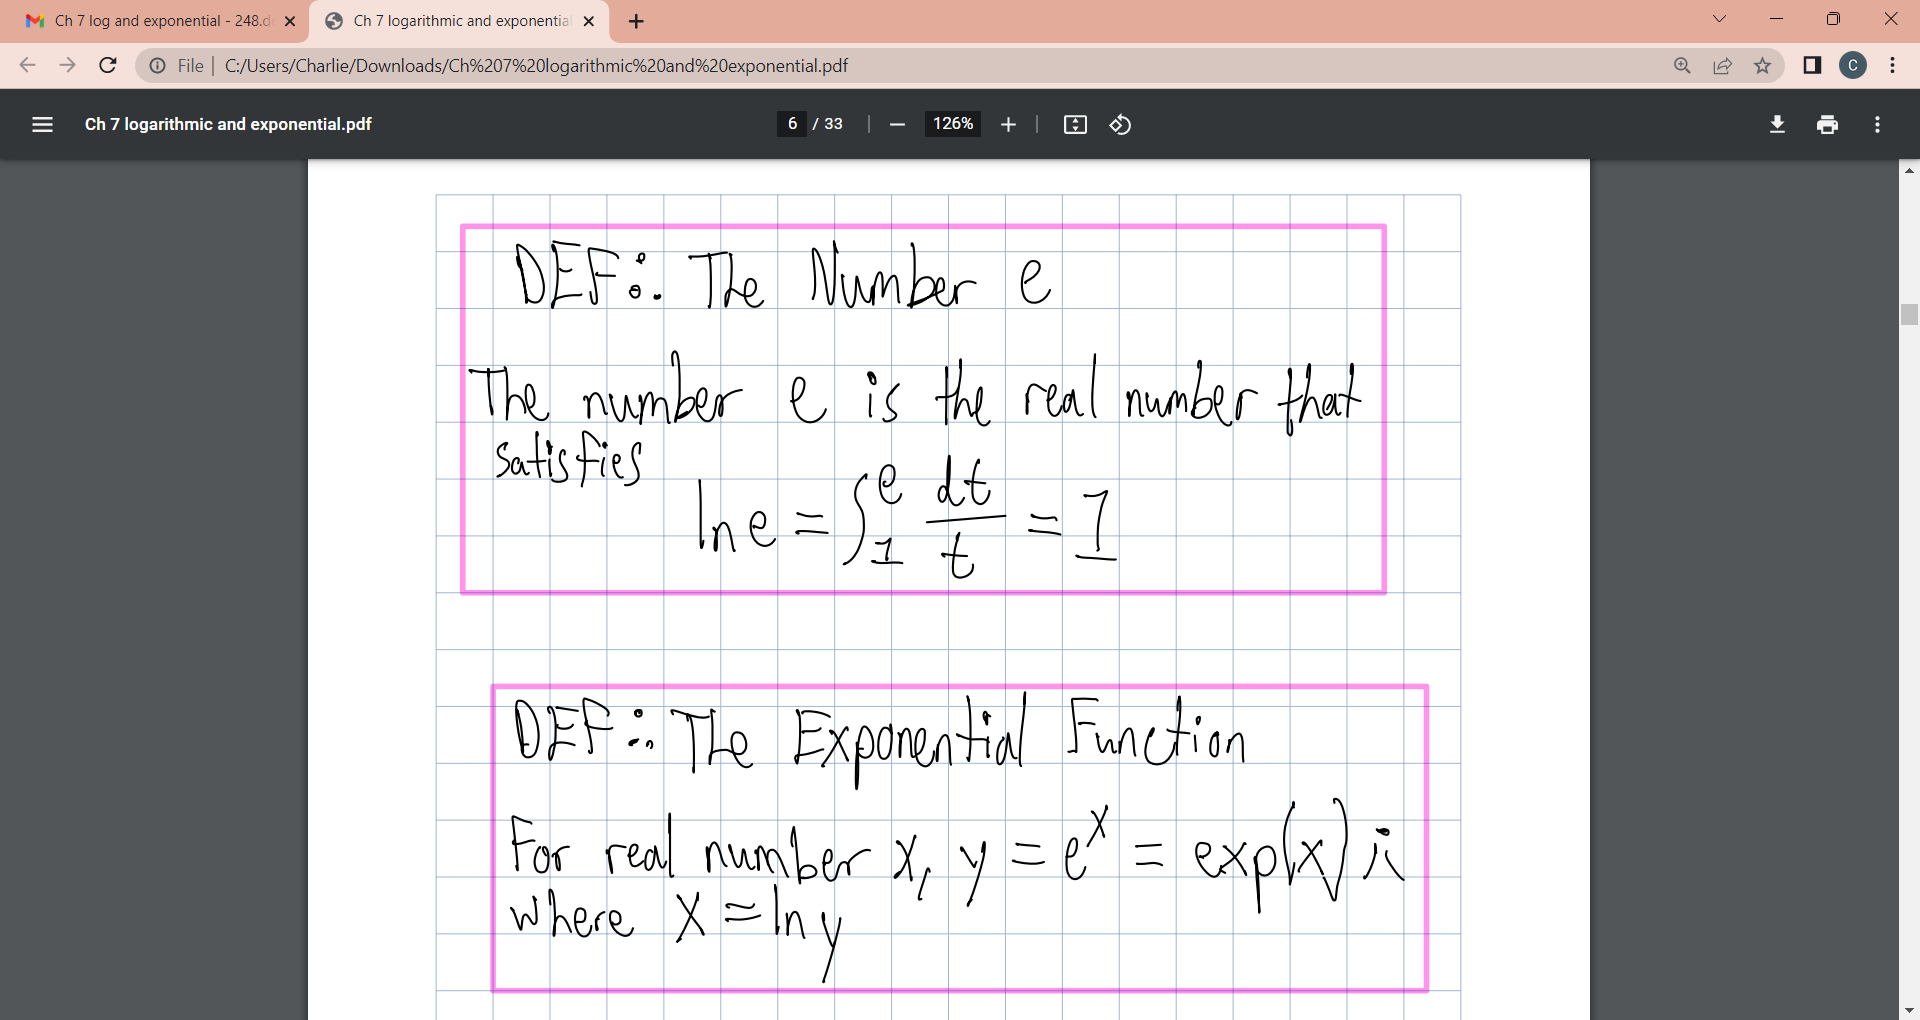 Ch 7 log and exponential - 248.d
Ch 7 logarithmic and exponential
File
C:/Users/Charlie/Downloads/Ch%207%20logarithmic%20and%20exponential.pdf
C
Ch 7 logarithmic and exponential.pdf
6 / 33
126%
DEF: The Number e
The number e is the real number that
satisfies
ln e = ∫₁ᵉ dt/t = 1
DEF: The Exponential Function
For real number x, y = eˣ = exp(x)
where x = ln y